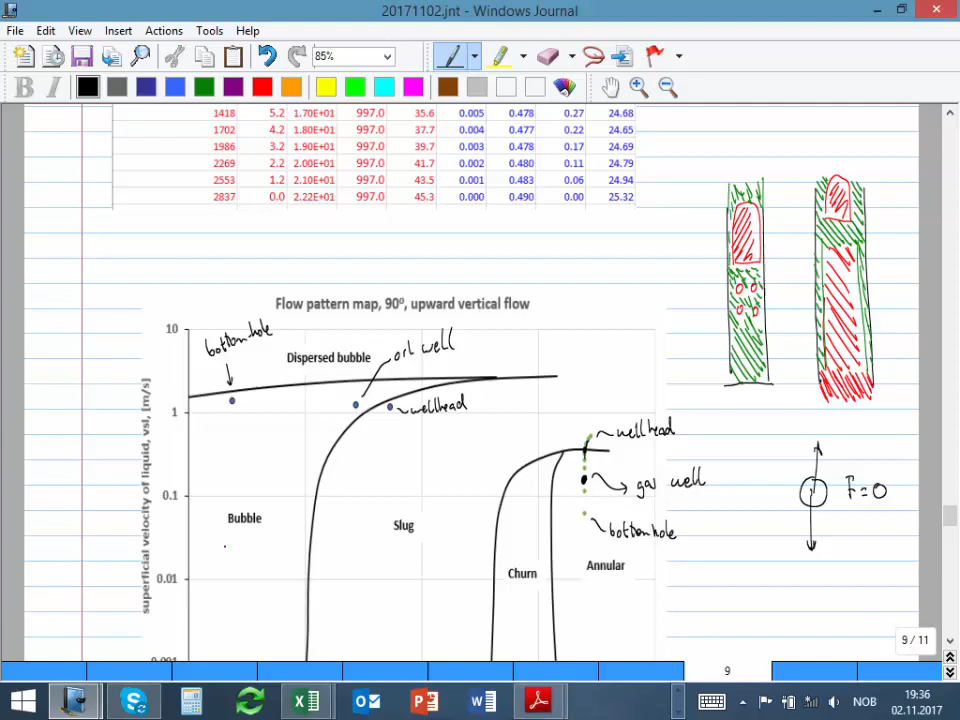 20171102.jnt - Windows Journal
File Edit View Insert Actions Tools Help
85%
B I
1418 5.2 1.70E+01 997.0 35.6 0.005 0.478 0.27 24.68
1702 4.2 1.80E+01 997.0 37.7 0.004 0.477 0.22 24.65
1986 3.2 1.90E+01 997.0 39.7 0.003 0.478 0.17 24.69
2269 2.2 2.00E+01 997.0 41.7 0.002 0.480 0.11 24.79
2553 1.2 2.10E+01 997.0 43.5 0.001 0.483 0.06 24.94
2837 0.0 2.22E+01 997.0 45.3 0.000 0.490 0.00 25.32
Flow pattern map, 90º, upward vertical flow
superficial velocity of liquid, vsl, [m/s]
10
bottomhole
Dispersed bubble
oil well
1
wellhead
wellhead
0.1
gas well
F=0
Bubble
Slug
bottomhole
Churn
Annular
0.01
0.001
9 / 11
9
NOB
19:36
02.11.2017